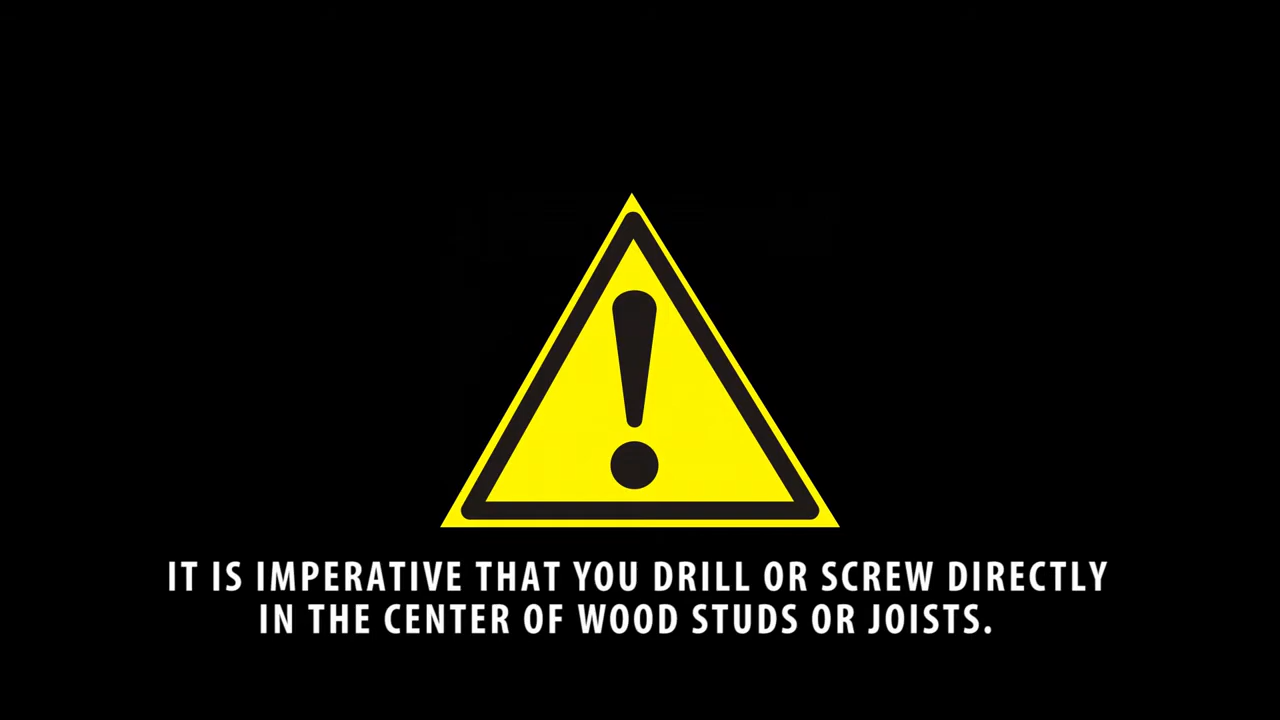 IT IS IMPERATIVE THAT YOU DRILL OR SCREW DIRECTLY
IN THE CENTER OF WOOD STUDS OR JOISTS.